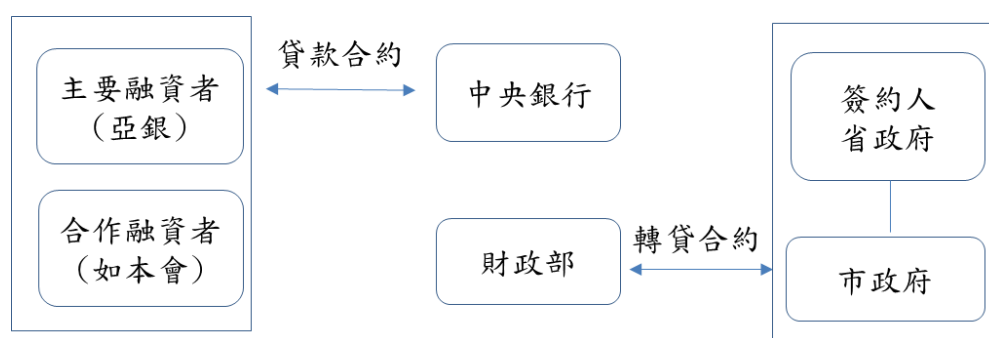 主要融資者
（亞銀）
合作融資者
（如本會）
貸款合約
中央銀行
財政部
轉貸合約
簽約人
省政府
市政府